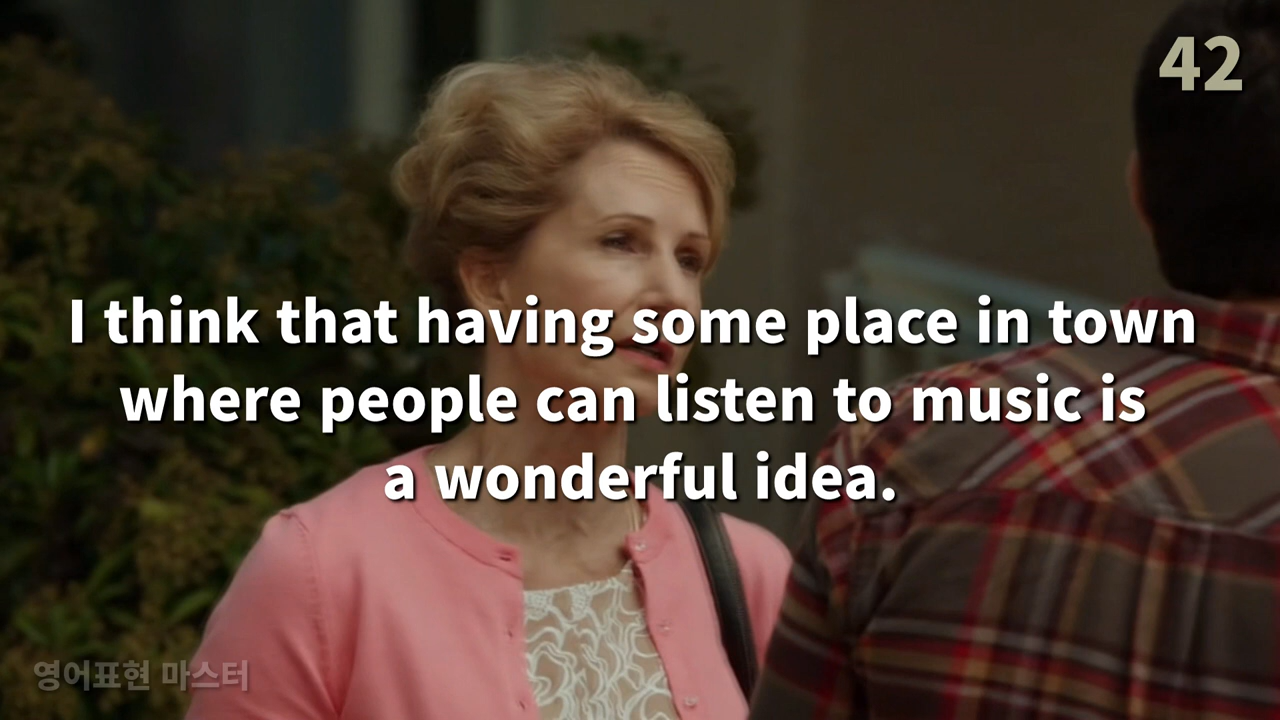 42
I think that having some place in town
where people can listen to music is
a wonderful idea.
영어표현 마스터